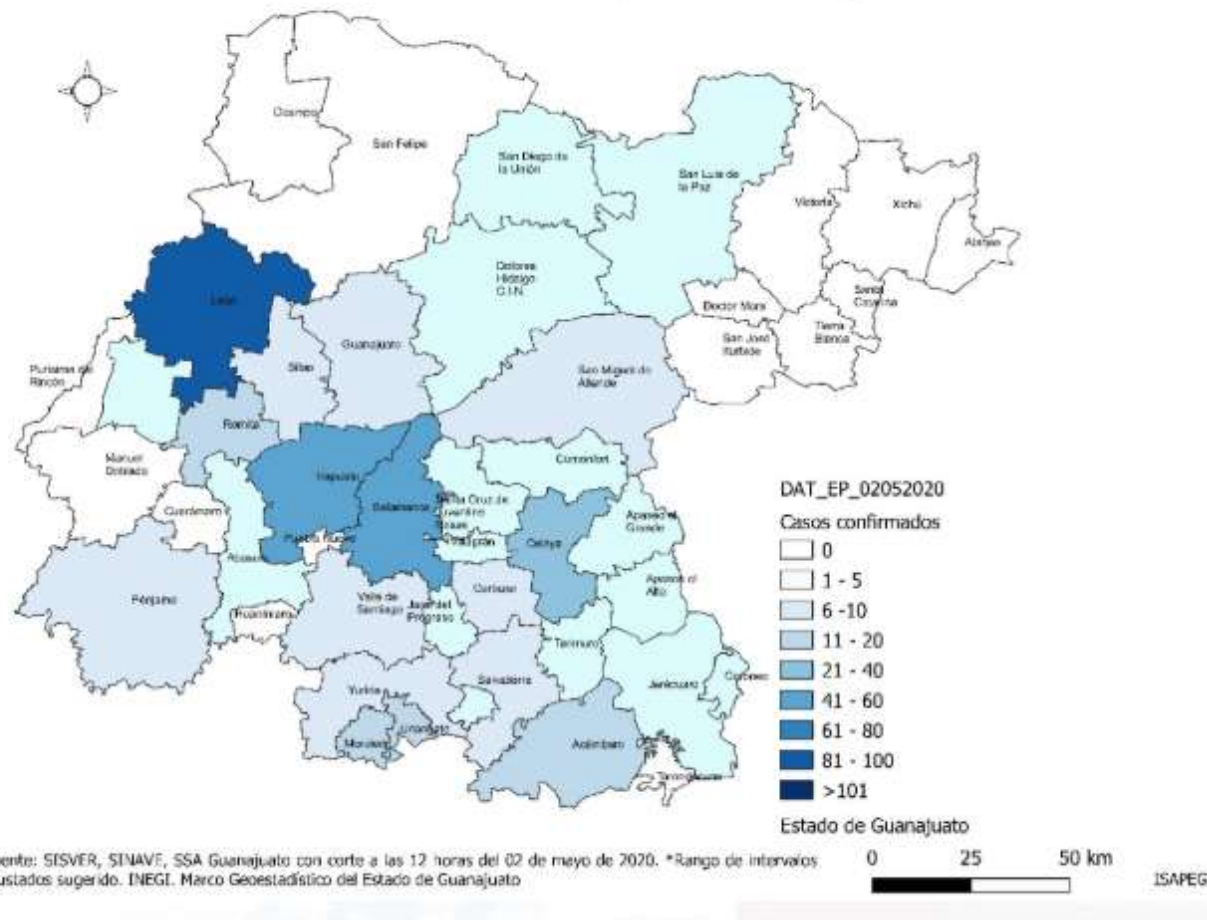 Ocampo
San Felipe
San Diego de
la Unión
San Luis de
la Paz
Victoria
Xichú
Atarjea
León
Dolores
Hidalgo
C.I.N.
Doctor Mora
Santa
Catarina
Tierra
Blanca
San José
Iturbide
Guanajuato
Silao
San Miguel de
Allende
Purísima del
Rincón
Romita
Manuel
Doblado
Irapuato
Comonfort
Salamanca
Santa Cruz de
Juventino
Rosas
Apaseo el
Grande
Cuerámaro
Pueblo Nuevo
Villagrán
Celaya
Abasolo
Apaseo el
Alto
Pénjamo
Valle de
Santiago
Jaral del
Progreso
Cortazar
Huanímaro
Tarimoro
Yuriria
Salvatierra
Jerécuaro
Coroneo
Moroleón
Uriangato
Acámbaro
Tarandacuao
DAT_EP_02052020
Casos confirmados
0
1 - 5
6 -10
11 - 20
21 - 40
41 - 60
61 - 80
81 - 100
>101
Estado de Guanajuato
0 25 50 km
ente: SISVER, SINAVE, SSA Guanajuato con corte a las 12 horas del 02 de mayo de 2020. *Rango de intervalos
ustados sugerido. INEGI. Marco Geoestadístico del Estado de Guanajuato
ISAPEG